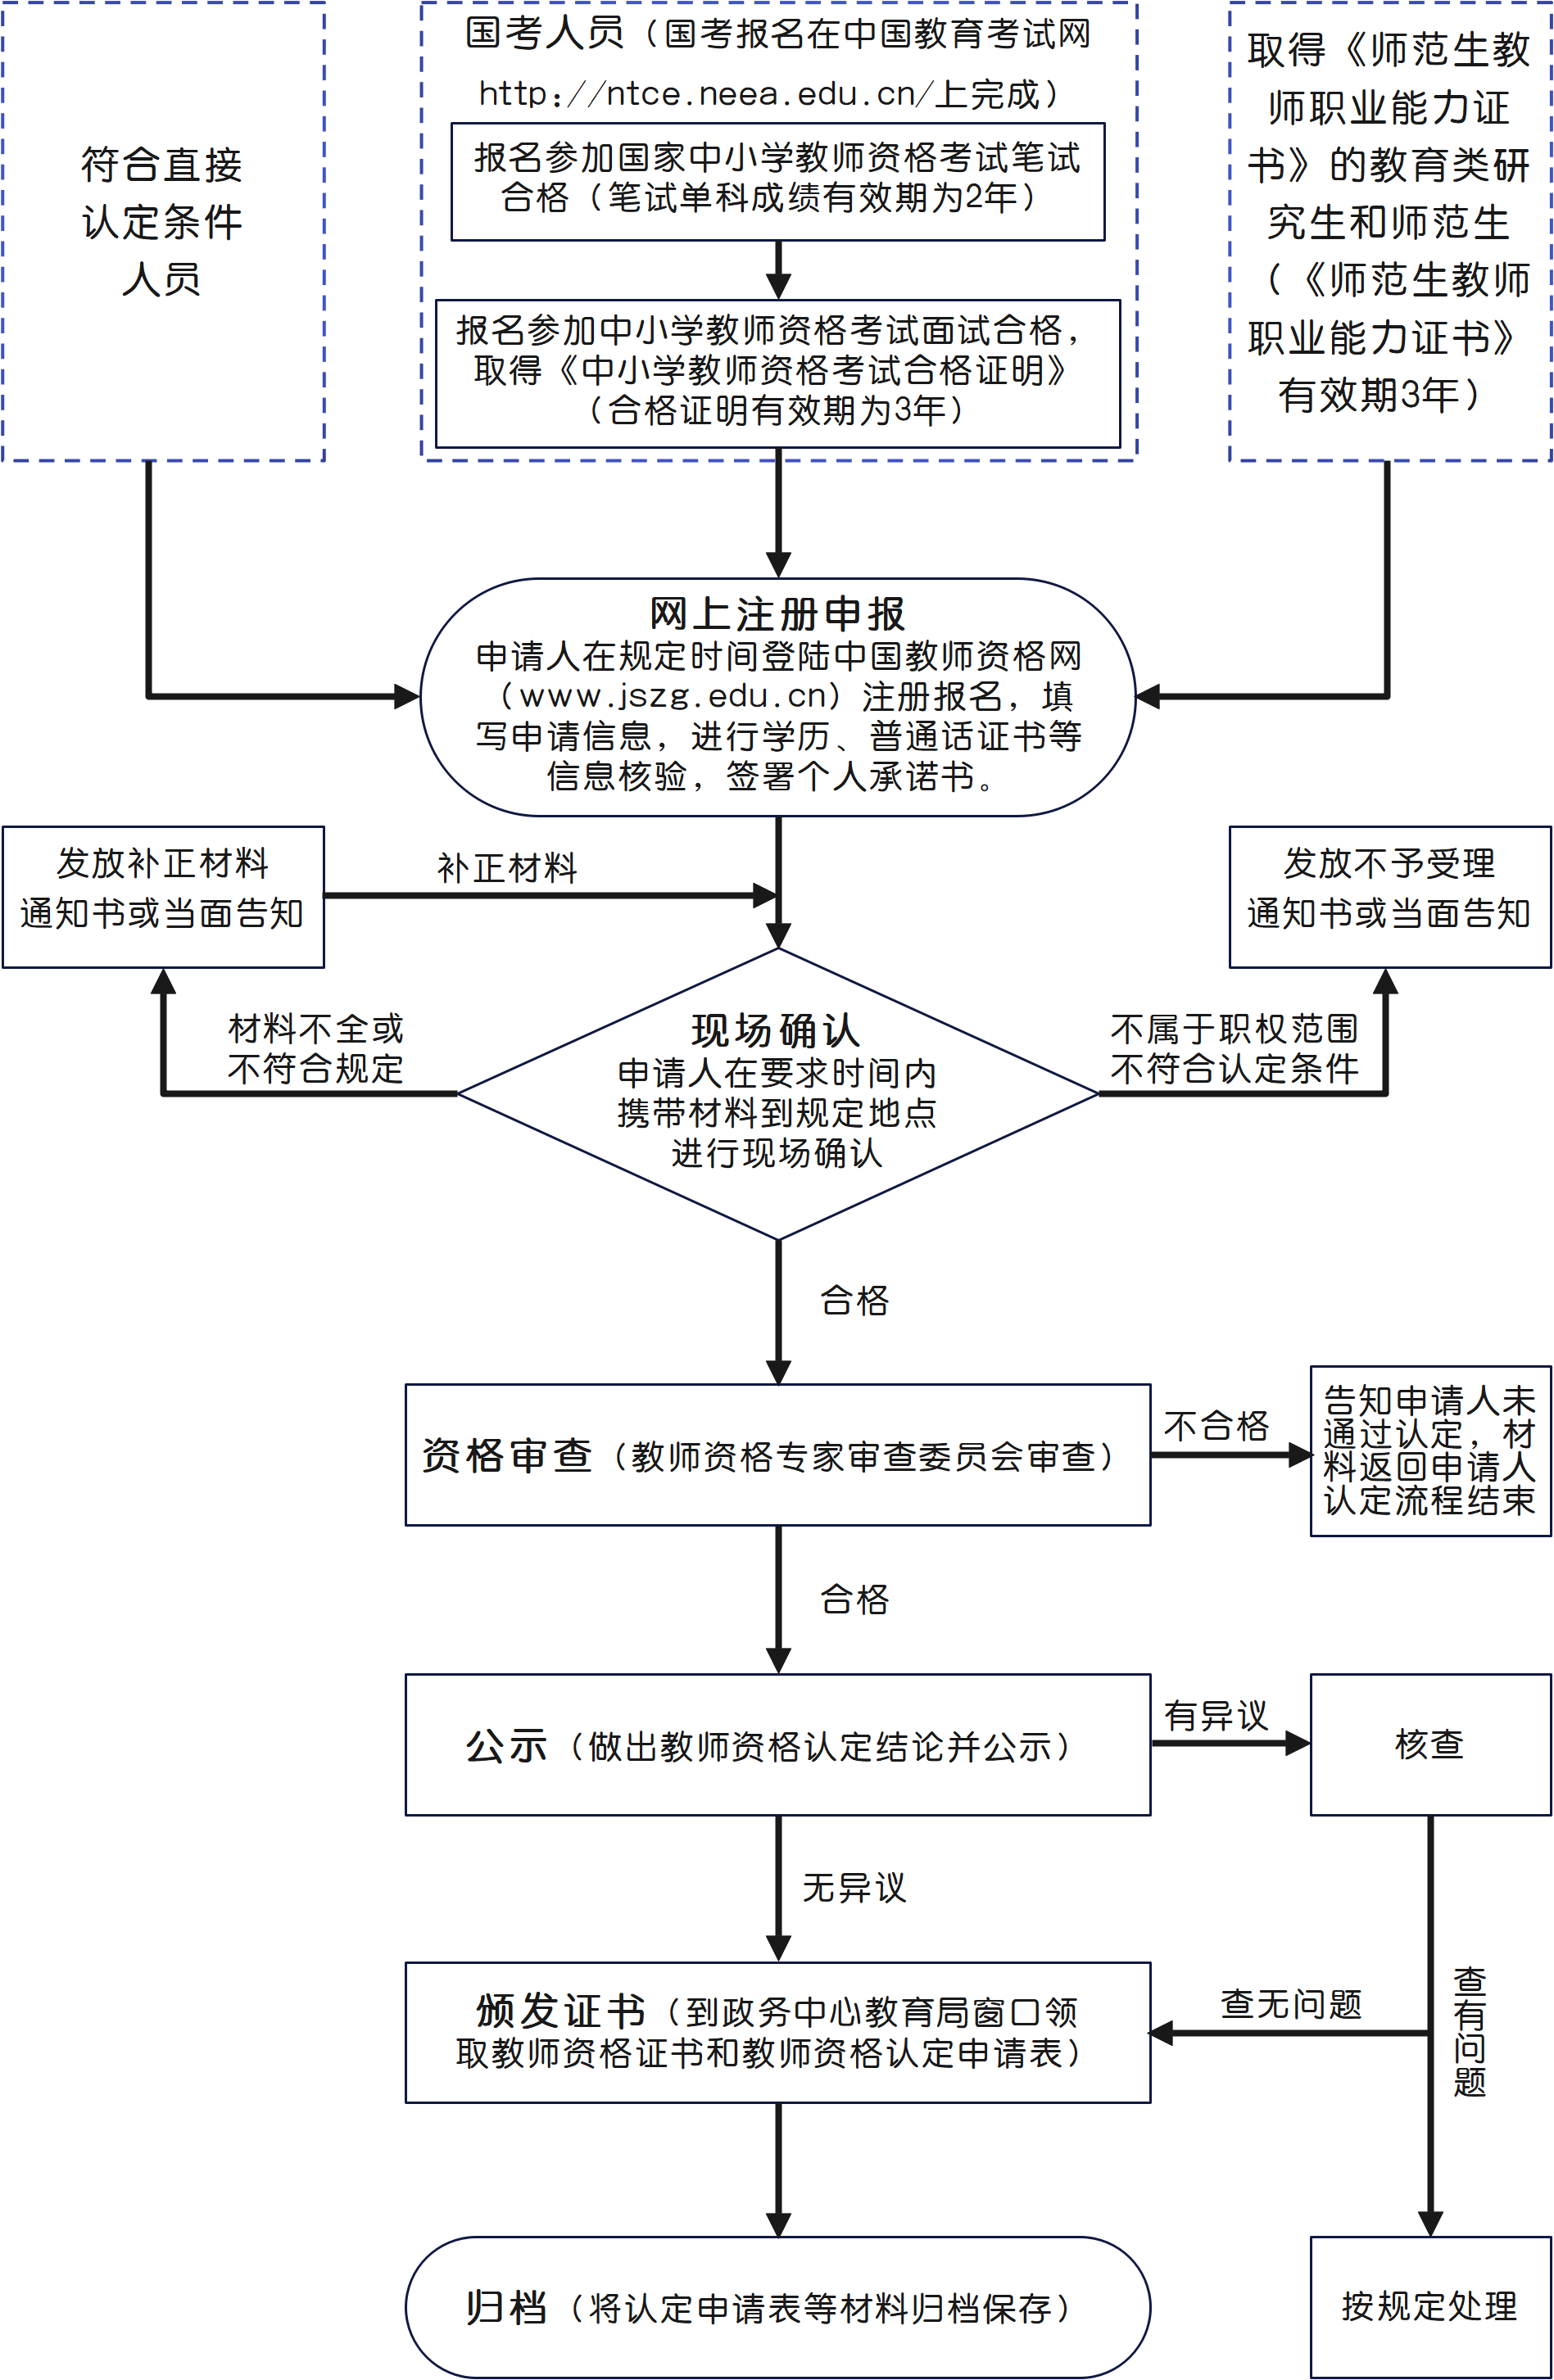 符合直接
认定条件
人员
国考人员（国考报名在中国教育考试网
http://ntce.neea.edu.cn/上完成）
报名参加国家中小学教师资格考试笔试
合格（笔试单科成绩有效期为2年）
报名参加中小学教师资格考试面试合格，
取得《中小学教师资格考试合格证明》
（合格证明有效期为3年）
取得《师范生教
师职业能力证
书》的教育类研
究生和师范生
（《师范生教师
职业能力证书》
有效期3年）
网上注册申报
申请人在规定时间登陆中国教师资格网
（www.jszg.edu.cn）注册报名，填
写申请信息，进行学历、普通话证书等
信息核验，签署个人承诺书。
发放补正材料
通知书或当面告知
补正材料
发放不予受理
通知书或当面告知
材料不全或
不符合规定
现场确认
申请人在要求时间内
携带材料到规定地点
进行现场确认
不属于职权范围
不符合认定条件
合格
资格审查（教师资格专家审查委员会审查）
不合格
告知申请人未
通过认定，材
料返回申请人
认定流程结束
合格
公示（做出教师资格认定结论并公示）
有异议
核查
无异议
颁发证书（到政务中心教育局窗口领
取教师资格证书和教师资格认定申请表）
查无问题
查有问题
归档（将认定申请表等材料归档保存）
按规定处理